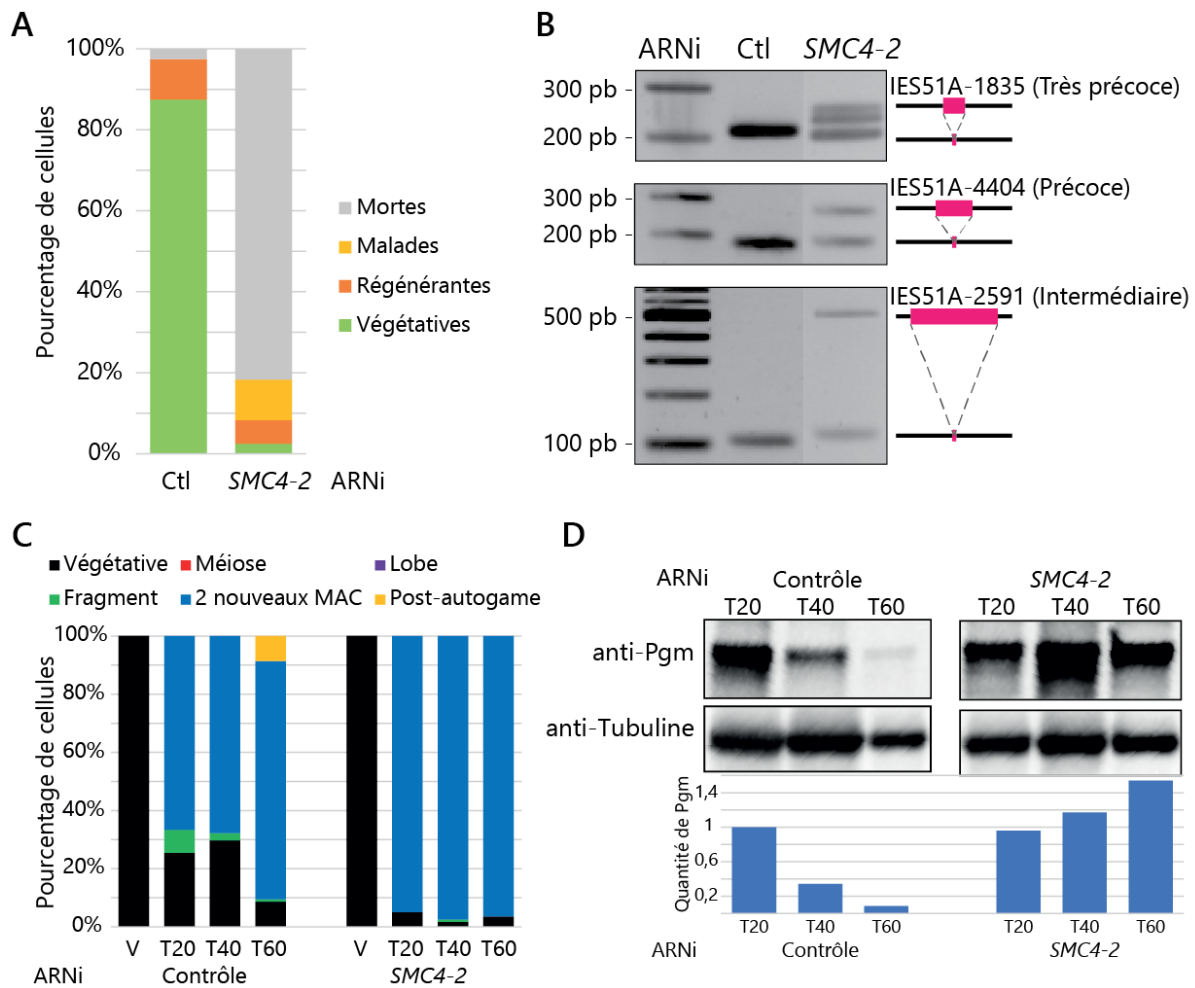 A
100%
80%
60%
40%
20%
0%
Pourcentage de cellules
Mortes
Malades
Régénérantes
Végétatives
Ctl SMC4-2 ARNi
B
ARNi Ctl SMC4-2
300 pb -
200 pb -
IES51A-1835 (Très précoce)
300 pb -
200 pb -
IES51A-4404 (Précoce)
500 pb -
100 pb -
IES51A-2591 (Intermédiaire)
C
Végétative Méiose Lobe
Fragment 2 nouveaux MAC Post-autogame
100%
80%
60%
40%
20%
0%
Pourcentage de cellules
V T20 T40 T60 V T20 T40 T60
ARNi Contrôle SMC4-2
D
ARNi Contrôle SMC4-2
T20 T40 T60 T20 T40 T60
anti-Pgm
anti-Tubuline
Quantité de Pgm
1,4
1
0,6
0,2
T20 T40 T60 T20 T40 T60
ARNi Contrôle SMC4-2